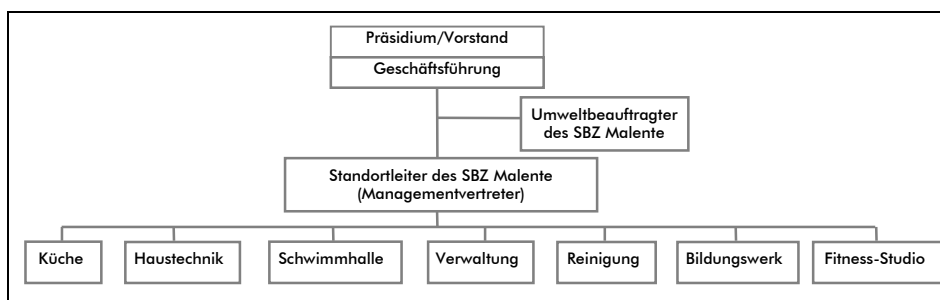 Präsidium/Vorstand
Geschäftsführung
Umweltbeauftragter
des SBZ Malente
Standortleiter des SBZ Malente
(Managementvertreter)
Küche
Haustechnik
Schwimmhalle
Verwaltung
Reinigung
Bildungswerk
Fitness-Studio